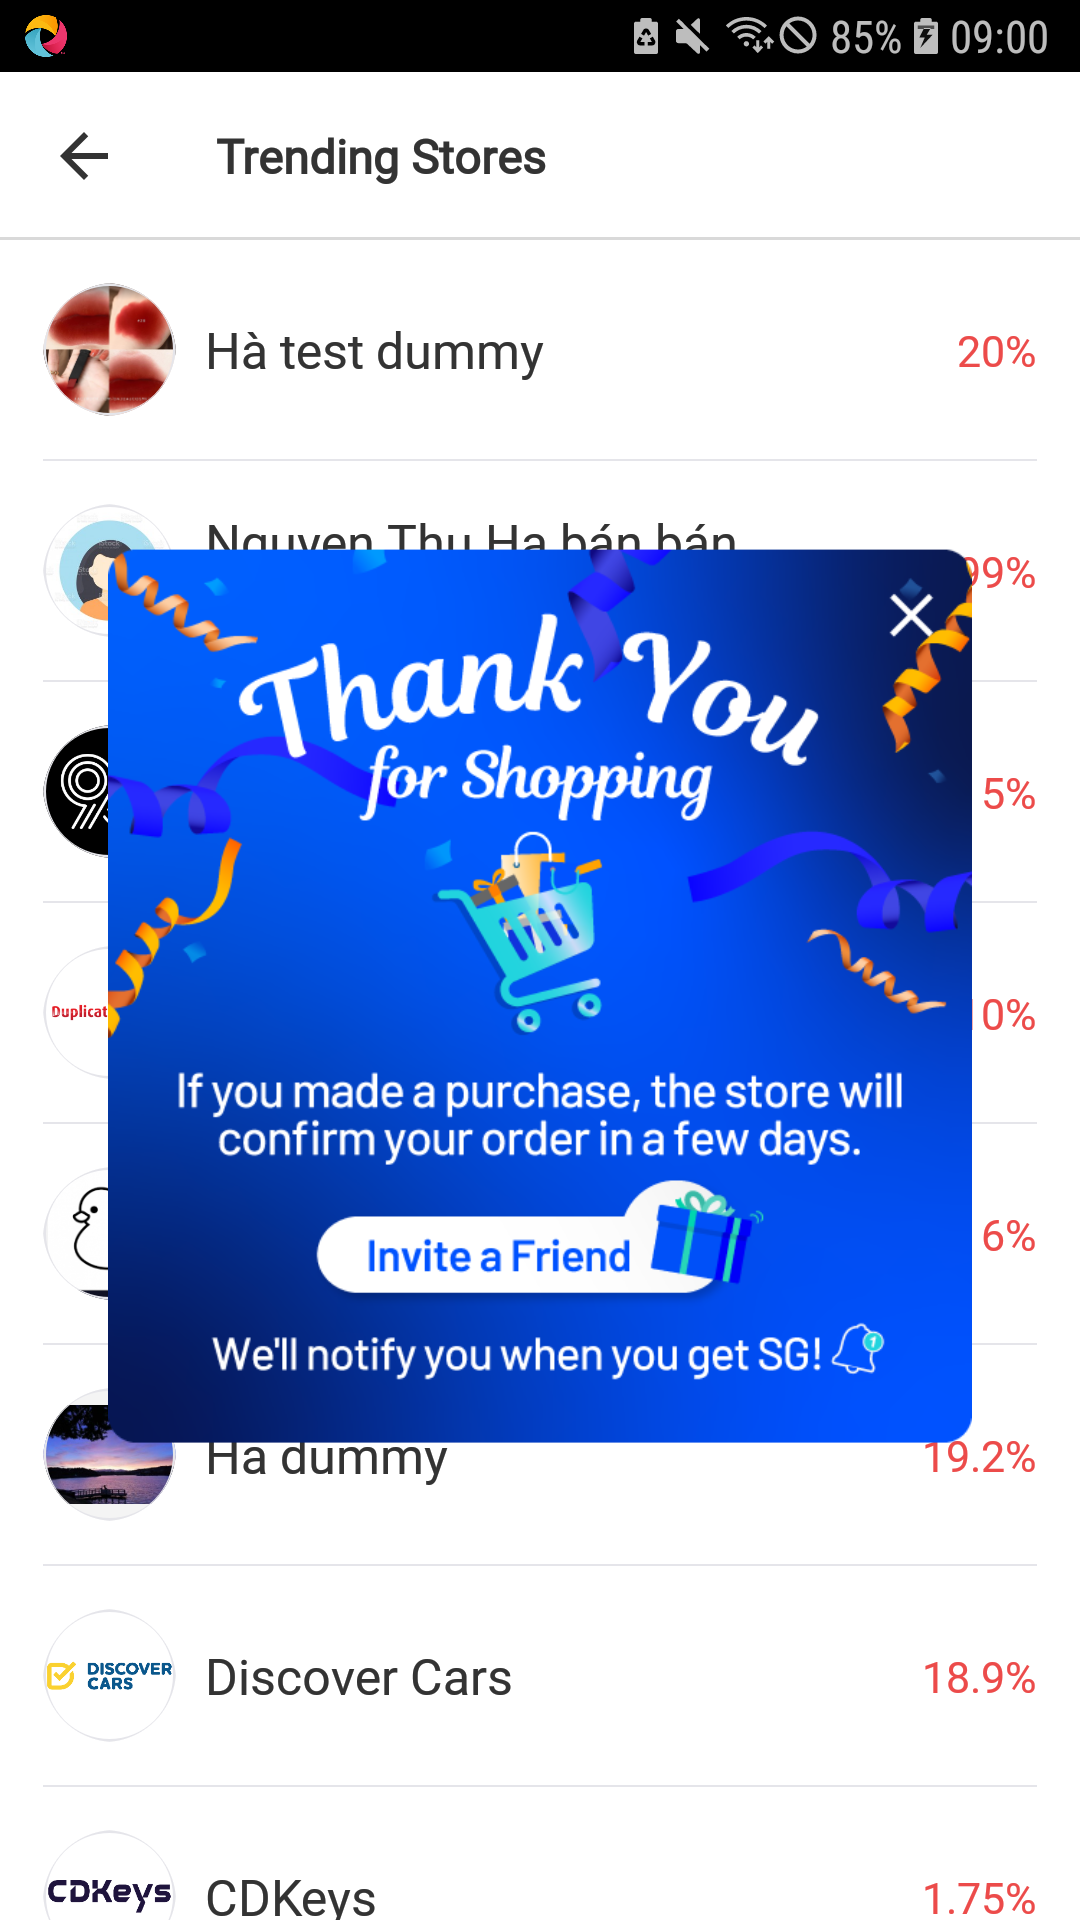 85% 09:00
Trending Stores
Hà test dummy 20%
Nguyen Thu Ha bán bán
99%
Thank You
for Shopping
5%
Duplicat
0%
If you made a purchase, the store will
confirm your order in a few days.
6%
Invite a Friend
We'll notify you when you get SG!
1
Ha dummy 19.2%
DISCOVER
CARS
Discover Cars 18.9%
CDKeys
CDKeys 1.75%